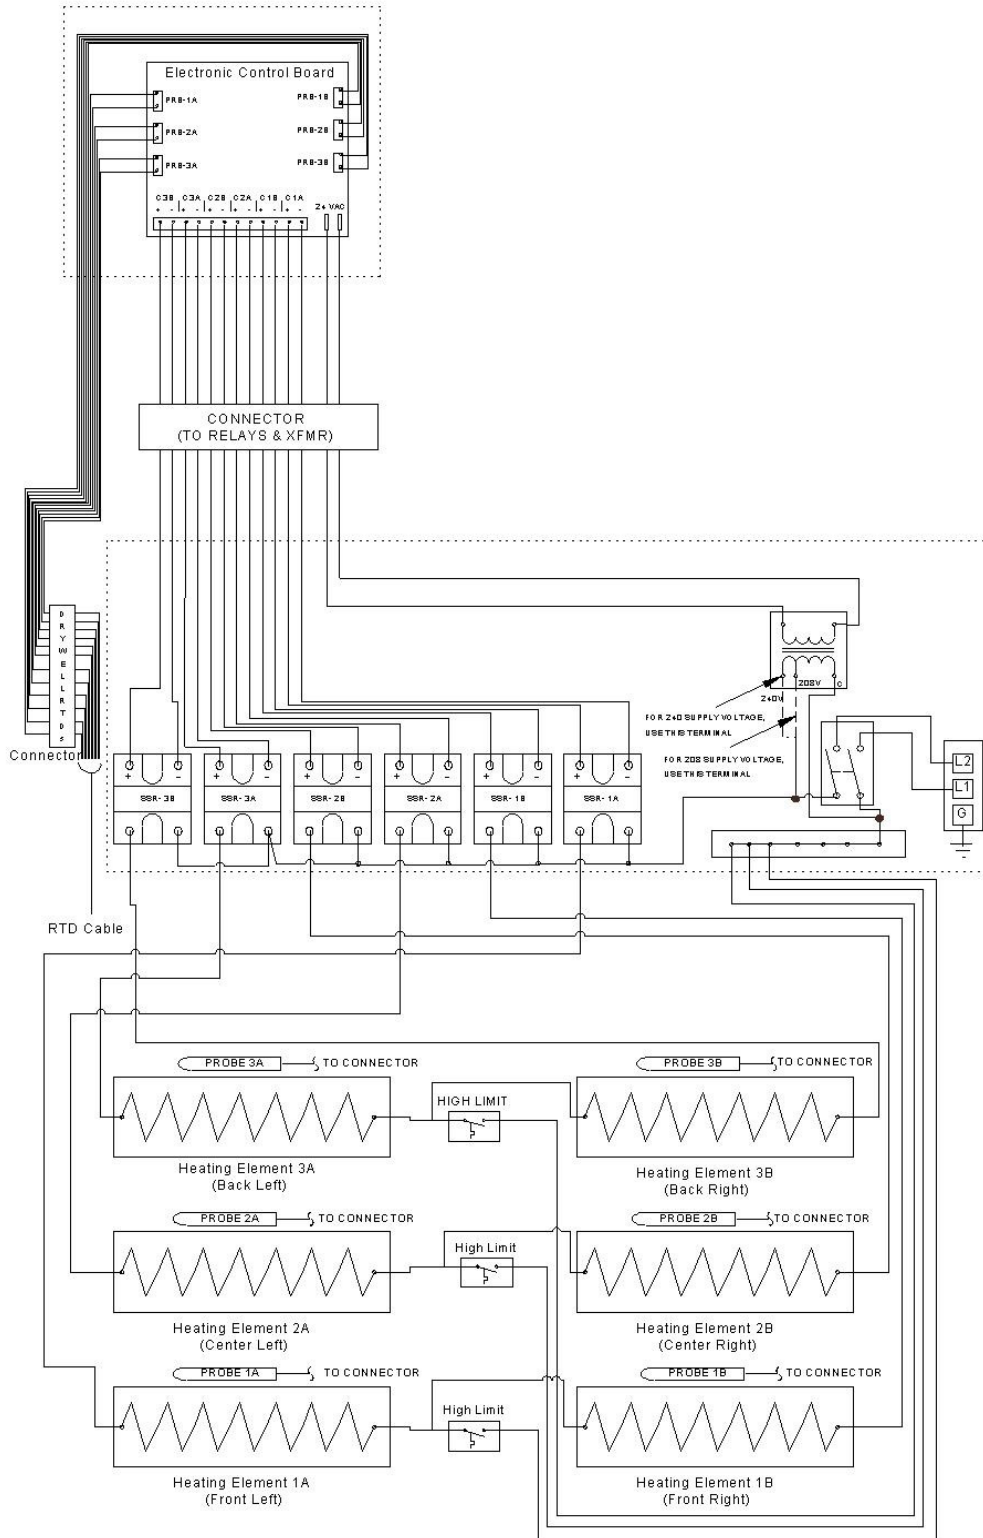 Electronic Control Board
PRB-1A
PRB-1B
PRB-2A
PRB-2B
PRB-3A
PRB-3B
C3B C3A C2B C2A C1B C1A
+ - + - + - + - + - + -
24 VAC
CONNECTOR
(TO RELAYS & XFMR)
DRYWELL RTDS
Connector
RTD Cable
208V
C
240V
FOR 240 SUPPLY VOLTAGE,
USE THIS TERMINAL
FOR 208 SUPPLY VOLTAGE,
USE THIS TERMINAL
L2
L1
G
+ - + - + - + - + - + -
SSR-3B SSR-3A SSR-2B SSR-2A SSR-1B SSR-1A
PROBE 3A TO CONNECTOR
PROBE 3B TO CONNECTOR
HIGH LIMIT
Heating Element 3A
(Back Left)
Heating Element 3B
(Back Right)
PROBE 2A TO CONNECTOR
PROBE 2B TO CONNECTOR
High Limit
Heating Element 2A
(Center Left)
Heating Element 2B
(Center Right)
PROBE 1A TO CONNECTOR
PROBE 1B TO CONNECTOR
High Limit
Heating Element 1A
(Front Left)
Heating Element 1B
(Front Right)